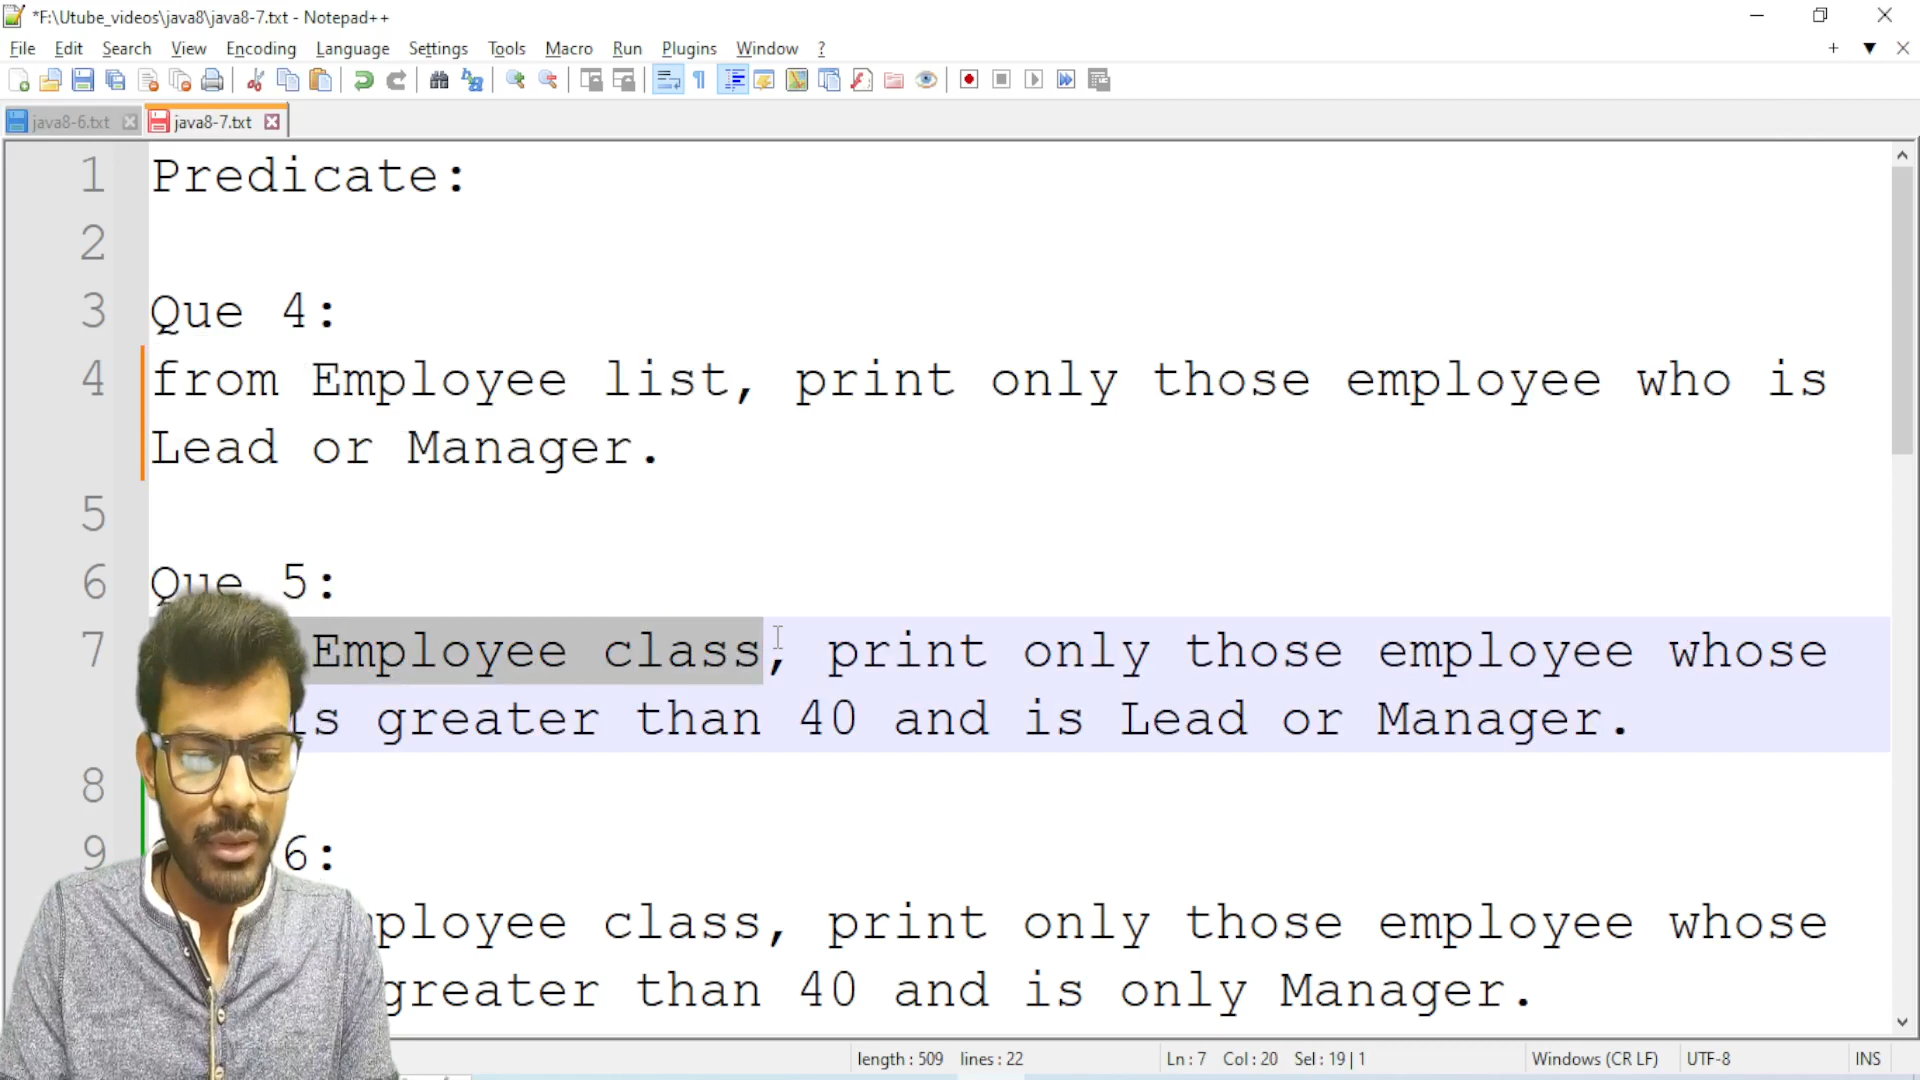 *F:\Utube_videos\java8\java8-7.txt - Notepad++
File Edit Search View Encoding Language Settings Tools Macro Run Plugins Window ?
java8-6.txt java8-7.txt
1 Predicate:
2
3 Que 4:
4 from Employee list, print only those employee who is
Lead or Manager.
5
6 Que 5:
7 Employee class, print only those employee whose
is greater than 40 and is Lead or Manager.
8
9 6:
ployee class, print only those employee whose
greater than 40 and is only Manager.
length : 509 lines : 22 Ln : 7 Col : 20 Sel : 19 | 1 Windows (CR LF) UTF-8 INS